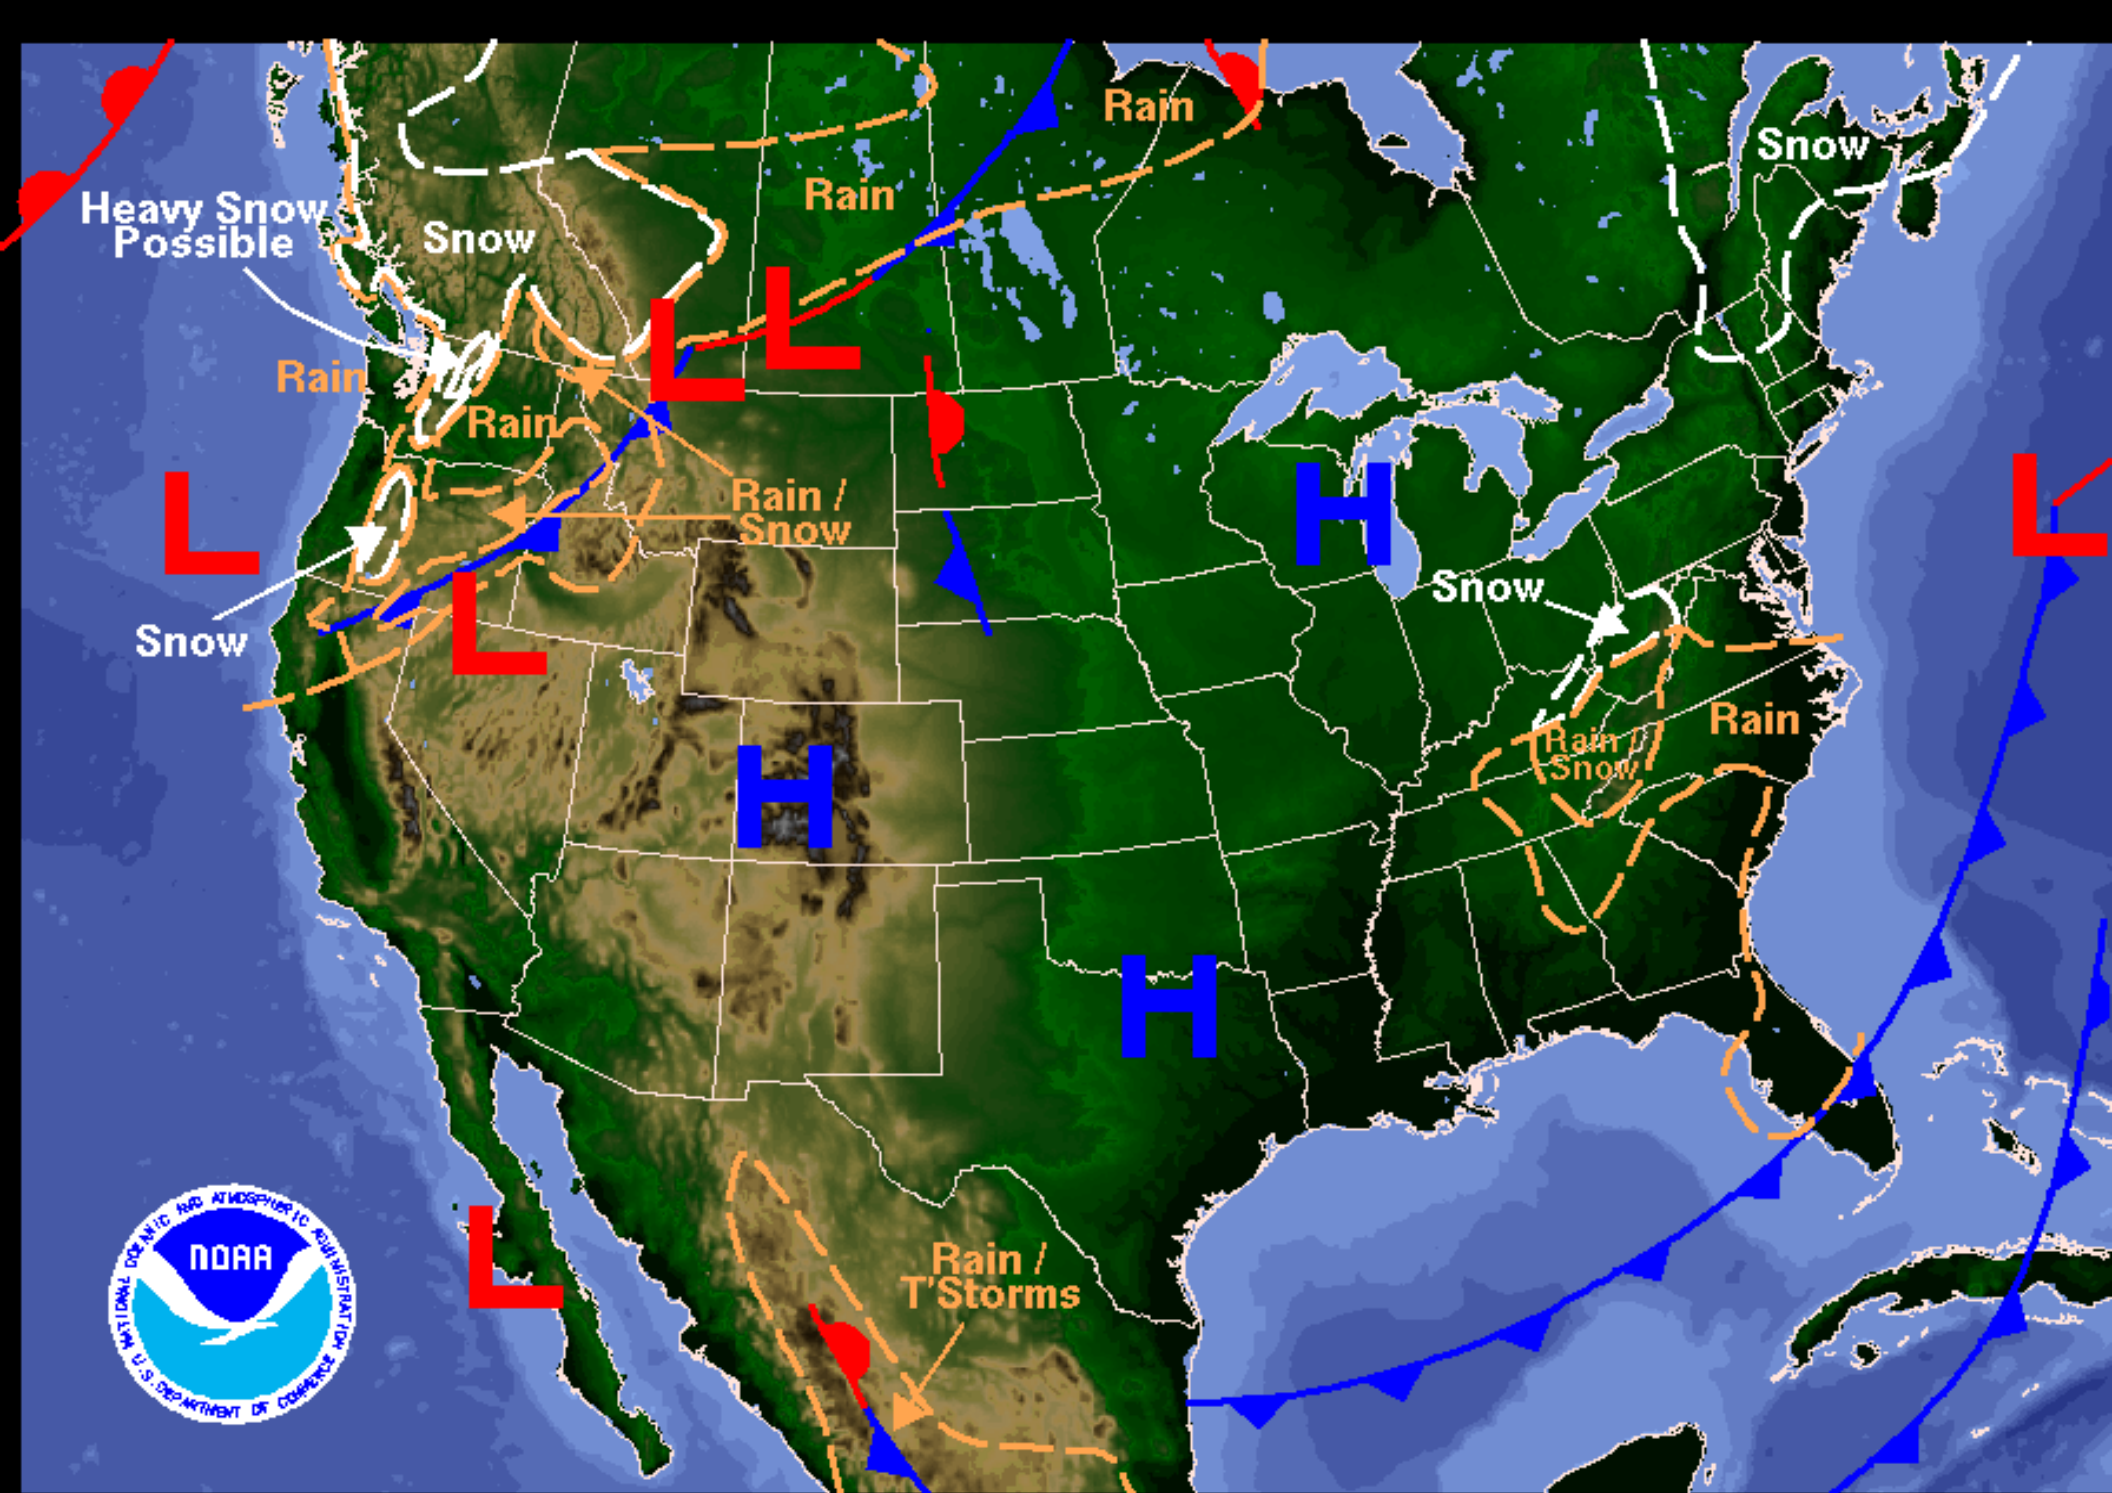 Rain
Snow
Rain
Heavy Snow
Possible
Snow
Rain
Rain
Rain /
Snow
Snow
Snow
Rain
Rain /
Snow
Rain /
T'Storms
L
L
L
L
L
L
H
H
H
NATIONAL OCEANIC AND ATMOSPHERIC ADMINISTRATION
NOAA
U.S. DEPARTMENT OF COMMERCE